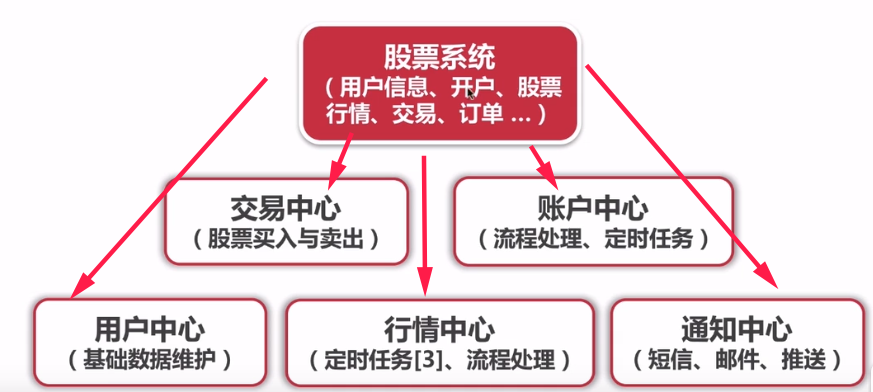 股票系统
（用户信息、开户、股票
行情、交易、订单 ...）
交易中心
（股票买入与卖出）
账户中心
（流程处理、定时任务）
用户中心
（基础数据维护）
行情中心
（定时任务[3]、流程处理）
通知中心
（短信、邮件、推送）